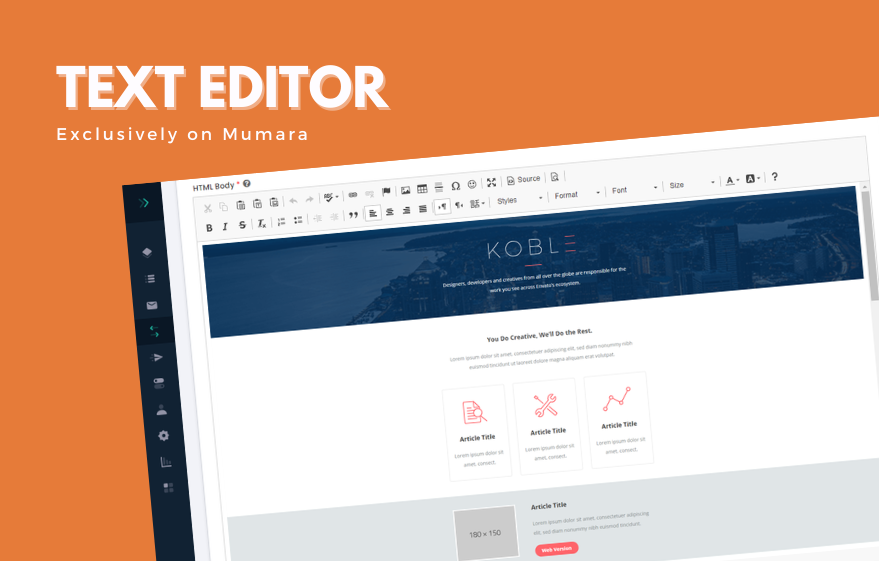 TEXT EDITOR
Exclusively on Mumara
HTML Body *
ABC
Source
Styles
Format
Font
Size
A
A
?
B
I
S
Tx
KOBLE
Designers, developers and creatives from all over the globe are responsible for the
work you see across Envato's ecosystem.
You Do Creative, We'll Do the Rest.
Lorem ipsum dolor sit amet, consectetuer adipiscing elit, sed diam nonummy nibh
euismod tincidunt ut laoreet dolore magna aliquam erat volutpat.
Article Title
Lorem ipsum dolor sit
amet, consect.
Article Title
Lorem ipsum dolor sit
amet, consect.
Article Title
Lorem ipsum dolor sit
amet, consect.
180 × 150
Article Title
Lorem ipsum dolor sit amet, consectetuer adipiscing
elit, sed diam nonummy nibh euismod tincidunt.
Web Version